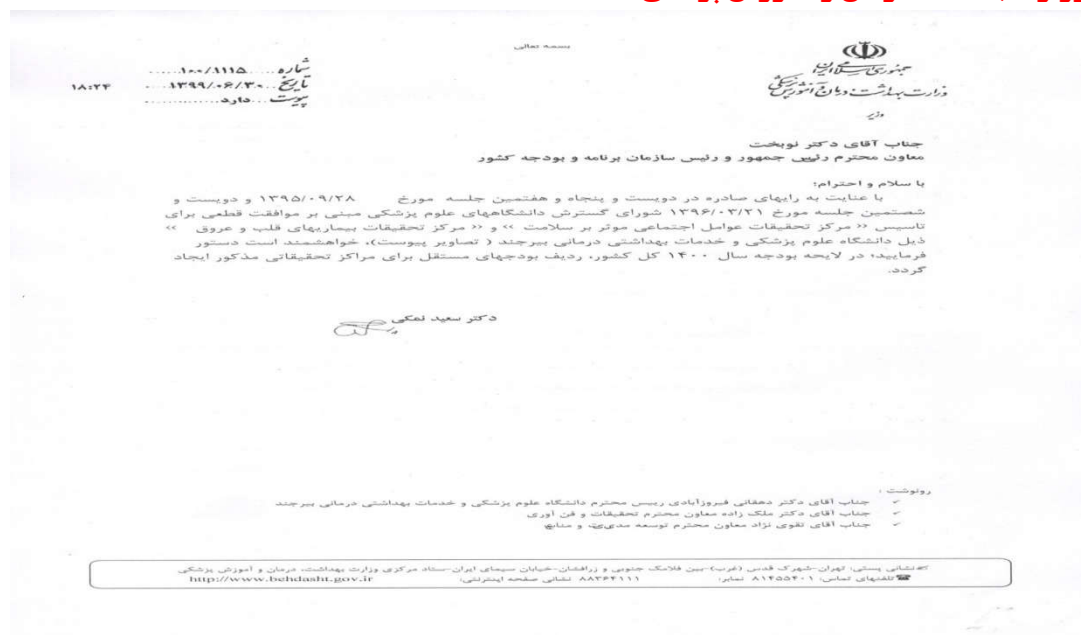 بسمه تعالی
جمهوری اسلامی ایران
وزارت بهداشت، درمان و آموزش پزشکی
وزیر
شماره ۱۰۰/۱۱۱۵
تاریخ ۱۳۹۹/۰۶/۳۰ ۱۸:۲۴
پیوست دارد
جناب آقای دکتر نوبخت
معاون محترم رئیس جمهور و رئیس سازمان برنامه و بودجه کشور
با سلام و احترام؛
با عنایت به رایهای صادره در دویست و پنجاه و هفتمین جلسه مورخ ۱۳۹۵/۰۹/۲۸ و دویست و
شصتمین جلسه مورخ ۱۳۹۶/۰۳/۲۱ شورای گسترش دانشگاههای علوم پزشکی مبنی بر موافقت قطعی برای
تاسیس << مرکز تحقیقات عوامل اجتماعی موثر بر سلامت >> و << مرکز تحقیقات بیماریهای قلب و عروق >>
ذیل دانشگاه علوم پزشکی و خدمات بهداشتی درمانی بیرجند ( تصاویر پیوست)، خواهشمند است دستور
فرمایید، در لایحه بودجه سال ۱۴۰۰ کل کشور، ردیف بودجهای مستقل برای مراکز تحقیقاتی مذکور ایجاد
گردد.
دکتر سعید نمکی
رونوشت :
✓ جناب آقای دکتر دهقانی فیروزآبادی رییس محترم دانشگاه علوم پزشکی و خدمات بهداشتی درمانی بیرجند
✓ جناب آقای دکتر ملک زاده معاون محترم تحقیقات و فن آوری
✓ جناب آقای تقوی نژاد معاون محترم توسعه مدیریت و منابع
نشانی پستی: تهران-شهرک قدس (غرب)-بین فلامک جنوبی و زرافشان-خیابان سیمای ایران-ستاد مرکزی وزارت بهداشت، درمان و آموزش پزشکی
تلفنهای تماس: ۸۱۴۵۵۴۰۱ نمابر: ۸۸۳۶۴۱۱۱ نشانی صفحه اینترنتی: http://www.behdasht.gov.ir